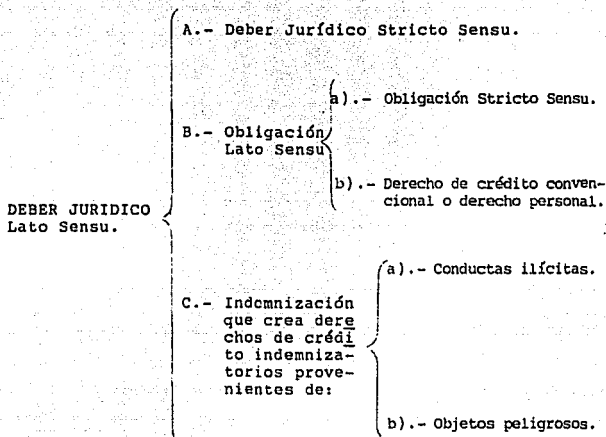 A.- Deber Jurídico Stricto Sensu.
a).- Obligación Stricto Sensu.
B.- Obligación
Lato Sensu
b).- Derecho de crédito conven-
cional o derecho personal.
DEBER JURIDICO
Lato Sensu.
a).- Conductas ilícitas.
C.- Indemnización
que crea dere
chos de crédi
to indemniza-
torios prove-
nientes de:
b).- Objetos peligrosos.